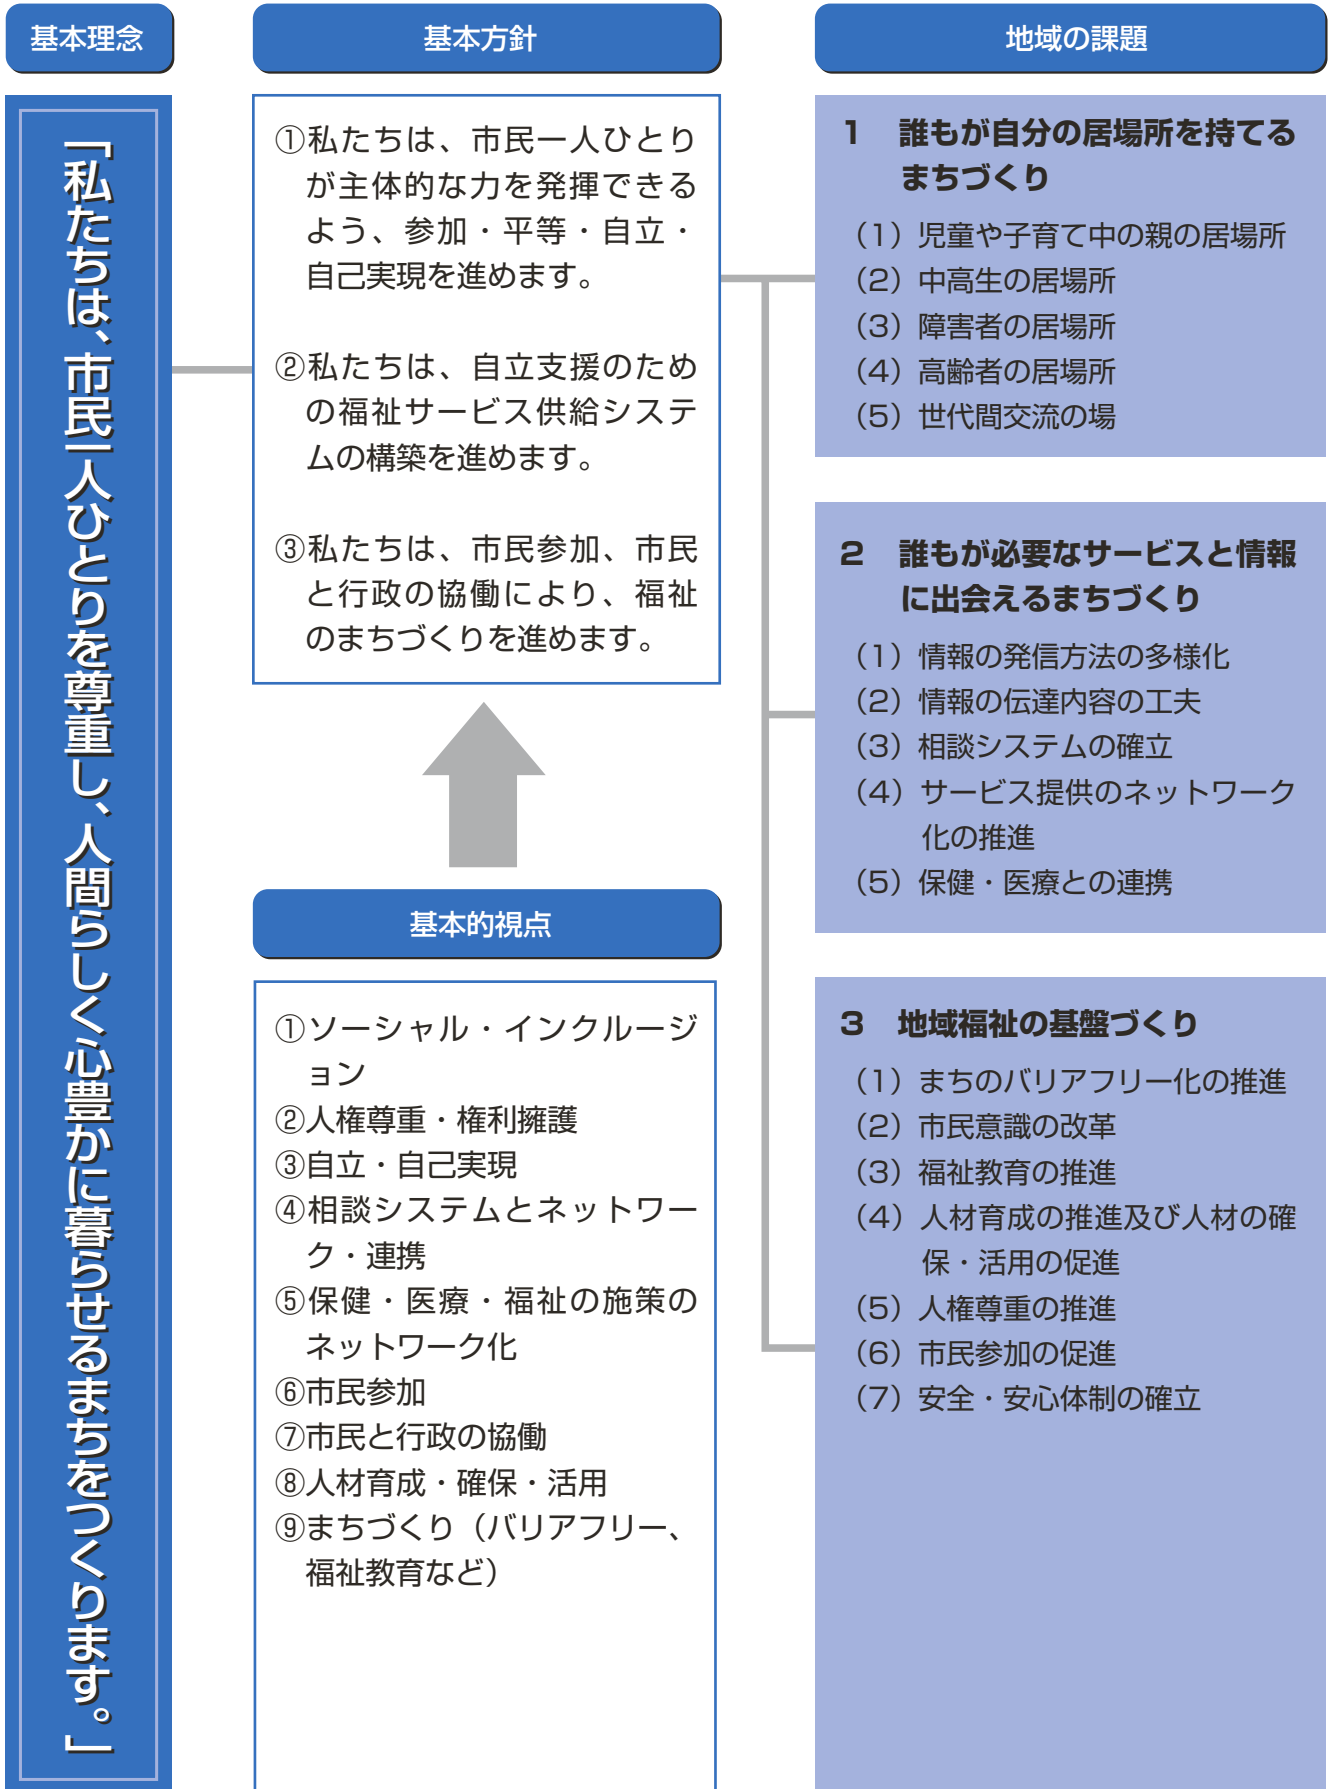 基本理念
「私たちは、市民一人ひとりを尊重し、人間らしく心豊かに暮らせるまちをつくります。」
基本方針
①私たちは、市民一人ひとり
が主体的な力を発揮できる
よう、参加・平等・自立・
自己実現を進めます。
②私たちは、自立支援のため
の福祉サービス供給システ
ムの構築を進めます。
③私たちは、市民参加、市民
と行政の協働により、福祉
のまちづくりを進めます。
基本的視点
①ソーシャル・インクルージ
ョン
②人権尊重・権利擁護
③自立・自己実現
④相談システムとネットワー
ク・連携
⑤保健・医療・福祉の施策の
ネットワーク化
⑥市民参加
⑦市民と行政の協働
⑧人材育成・確保・活用
⑨まちづくり（バリアフリー、
福祉教育など）
地域の課題
1　誰もが自分の居場所を持てる
まちづくり
（1）児童や子育て中の親の居場所
（2）中高生の居場所
（3）障害者の居場所
（4）高齢者の居場所
（5）世代間交流の場
2　誰もが必要なサービスと情報
に出会えるまちづくり
（1）情報の発信方法の多様化
（2）情報の伝達内容の工夫
（3）相談システムの確立
（4）サービス提供のネットワーク
化の推進
（5）保健・医療との連携
3　地域福祉の基盤づくり
（1）まちのバリアフリー化の推進
（2）市民意識の改革
（3）福祉教育の推進
（4）人材育成の推進及び人材の確
保・活用の促進
（5）人権尊重の推進
（6）市民参加の促進
（7）安全・安心体制の確立